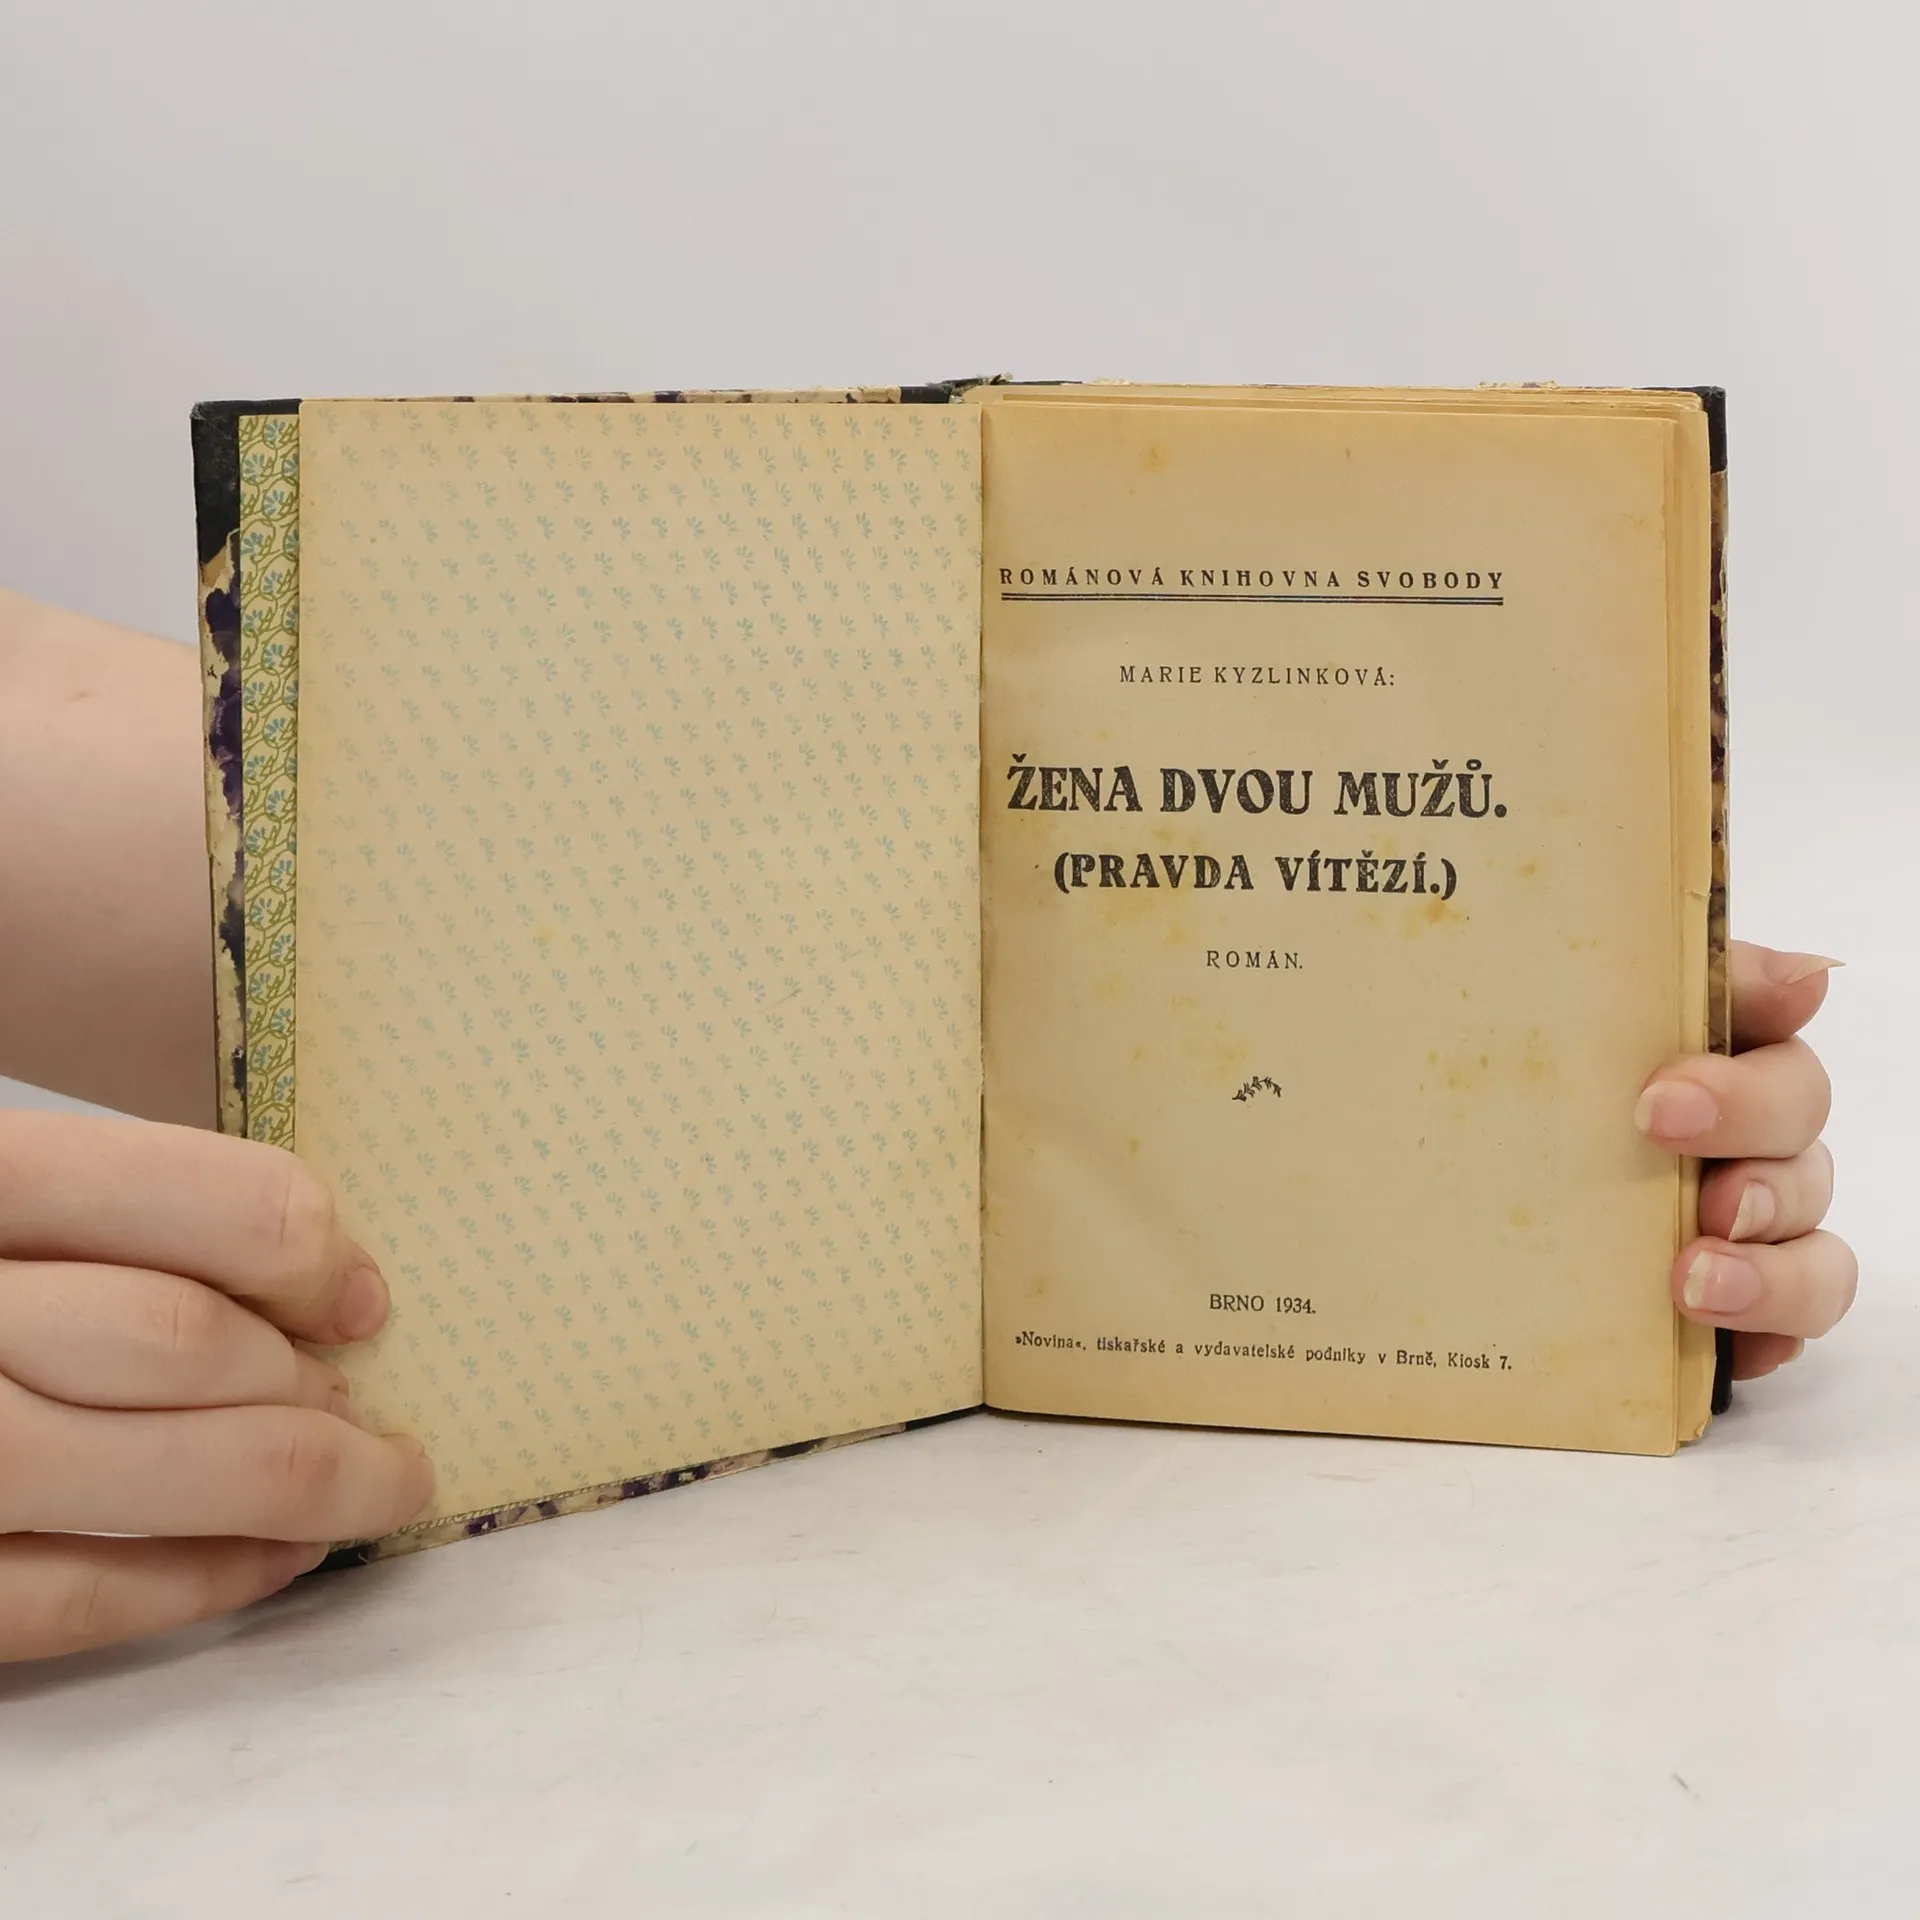 ROMÁNOVÁ KNIHOVNA SVOBODY
MARIE KYZLINKOVÁ:
ŽENA DVOU MUŽŮ.
(PRAVDA VÍTĚZÍ.)
ROMÁN.
BRNO 1934.
»Novina«, tiskařské a vydavatelské podniky v Brně, Kiosk 7.